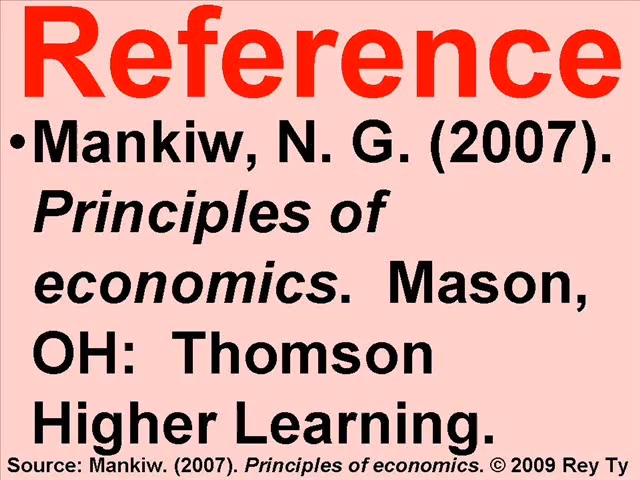 Reference
•Mankiw, N. G. (2007).
Principles of
economics.  Mason,
OH:  Thomson
Higher Learning.
Source: Mankiw. (2007). Principles of economics. © 2009 Rey Ty